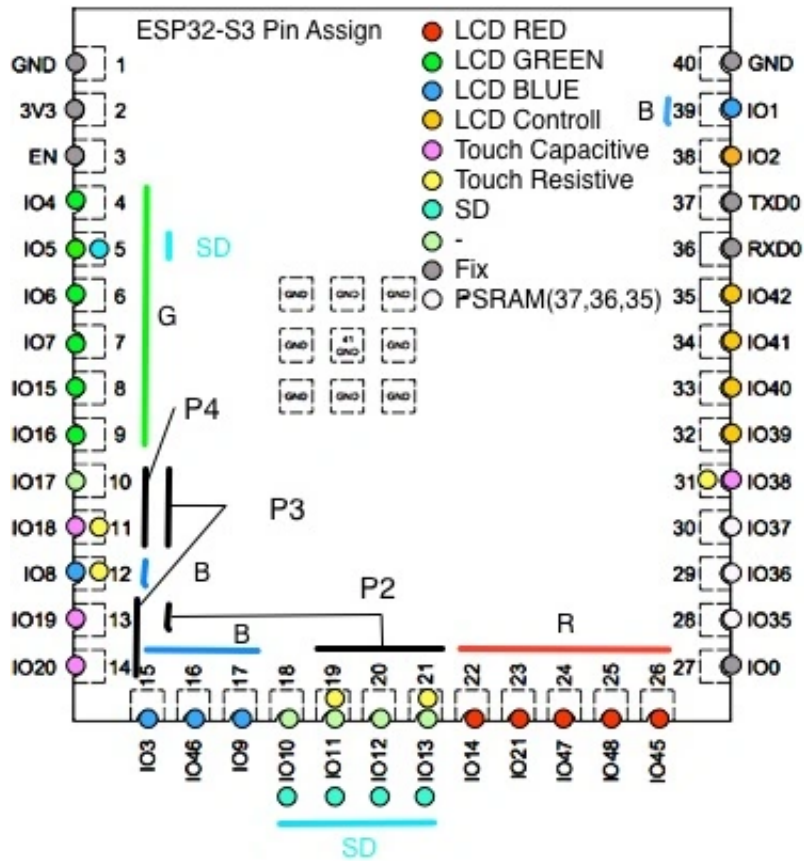 ESP32-S3 Pin Assign
LCD RED
LCD GREEN
LCD BLUE
LCD Controll
Touch Capacitive
Touch Resistive
SD
-
Fix
PSRAM(37,36,35)
GND 1
3V3 2
EN 3
IO4 4
IO5 5
IO6 6
IO7 7
IO15 8
IO16 9
IO17 10
IO18 11
IO8 12
IO19 13
IO20 14
SD
G
P4
P3
B
P2
B
R
GND GND GND
GND 41 GND GND
GND GND GND
40 GND
B 39 IO1
38 IO2
37 TXD0
36 RXD0
35 IO42
34 IO41
33 IO40
32 IO39
31 IO38
30 IO37
29 IO36
28 IO35
27 IO0
15 16 17 18 19 20 21 22 23 24 25 26
IO3 IO46 IO9 IO10 IO11 IO12 IO13 IO14 IO21 IO47 IO48 IO45
SD